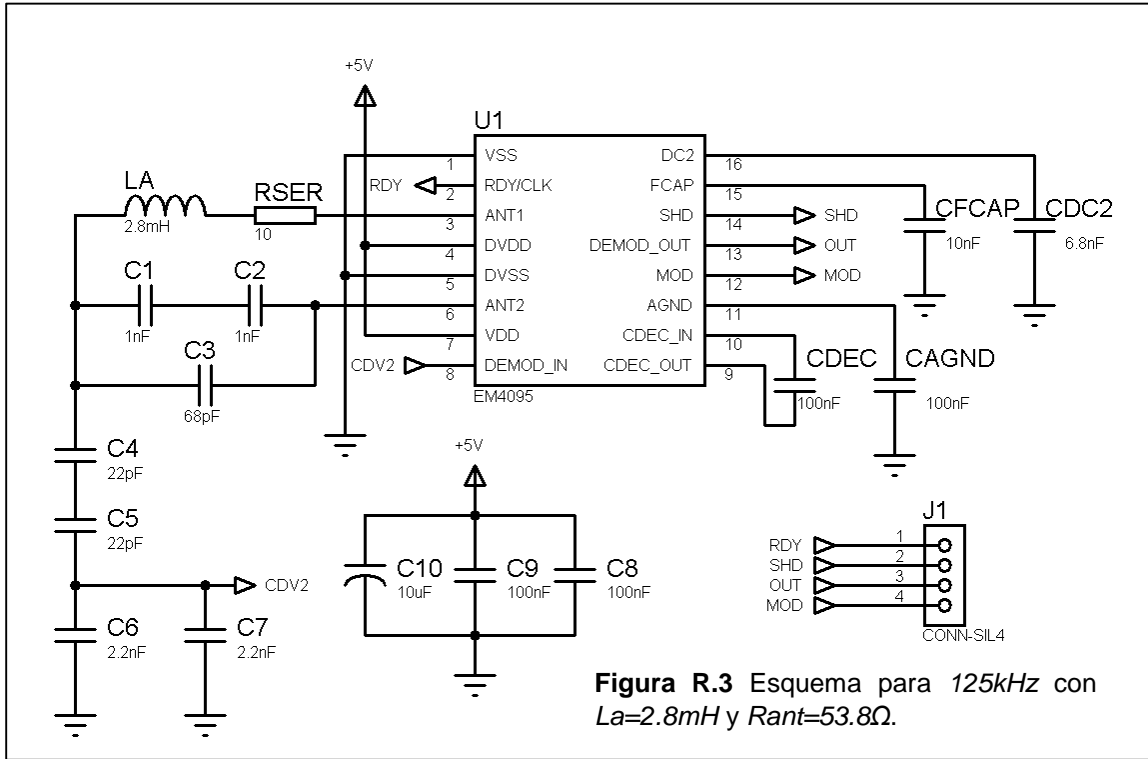 +5V
U1
1 VSS
RDY 2 RDY/CLK
3 ANT1
4 DVDD
5 DVSS
6 ANT2
7 VDD
CDV2 8 DEMOD_IN
DC2 16
FCAP 15
SHD 14 SHD
DEMOD_OUT 13 OUT
MOD 12 MOD
AGND 11
CDEC_IN 10
CDEC_OUT 9
EM4095
LA
2.8mH
RSER
10
C1
1nF
C2
1nF
C3
68pF
C4
22pF
C5
22pF
CDV2
C6
2.2nF
C7
2.2nF
CFCAP
10nF
CDC2
6.8nF
CDEC
100nF
CAGND
100nF
+5V
C10
10uF
C9
100nF
C8
100nF
J1
RDY 1
SHD 2
OUT 3
MOD 4
CONN-SIL4
Figura R.3 Esquema para 125kHz con
La=2.8mH y Rant=53.8Ω.